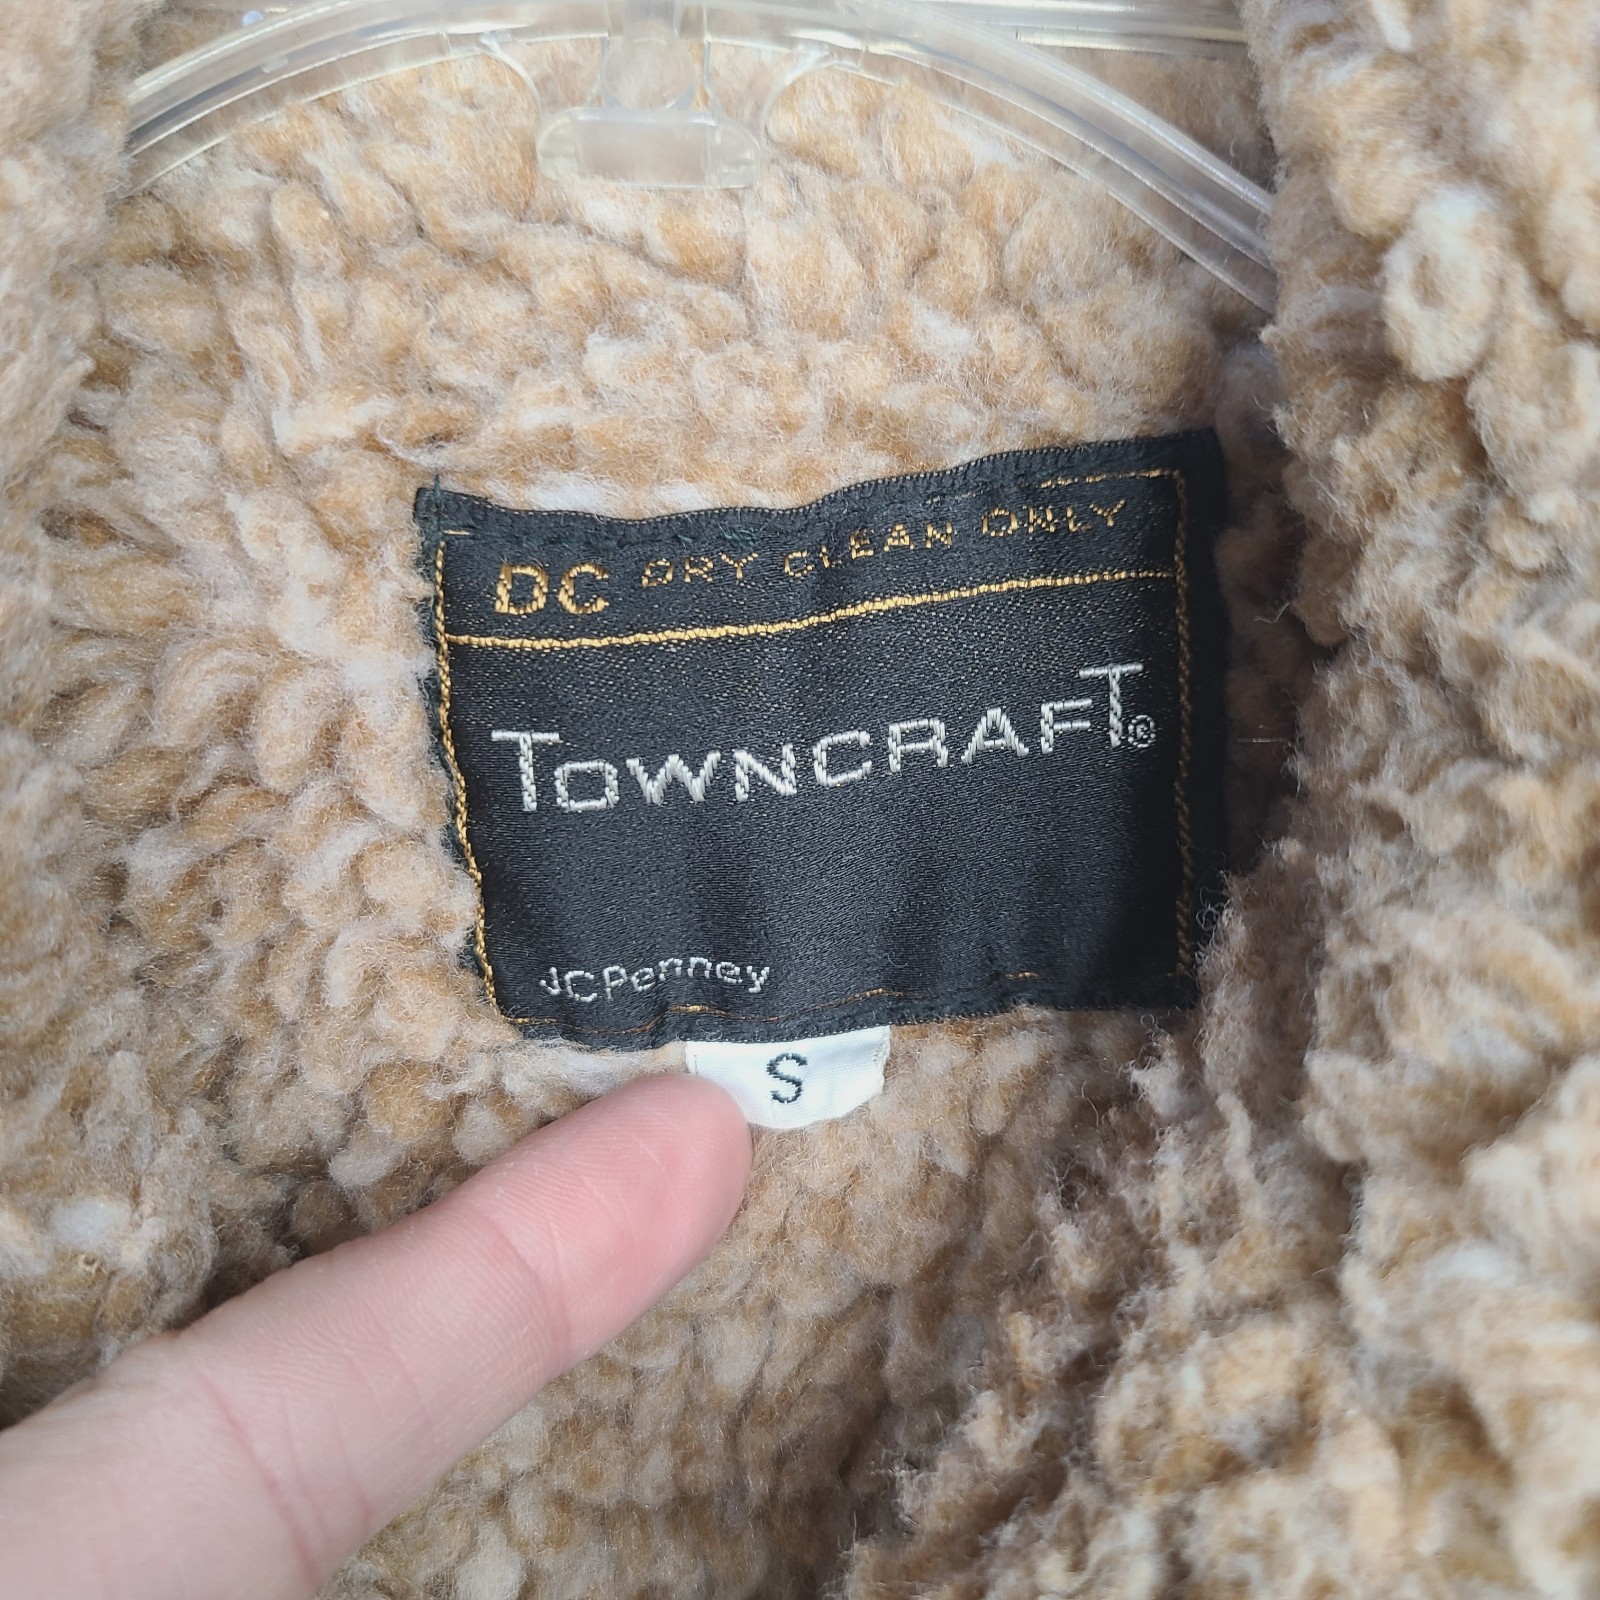 DC DRY CLEAN ONLY
TOWNCRAFT®
JCPenney
S